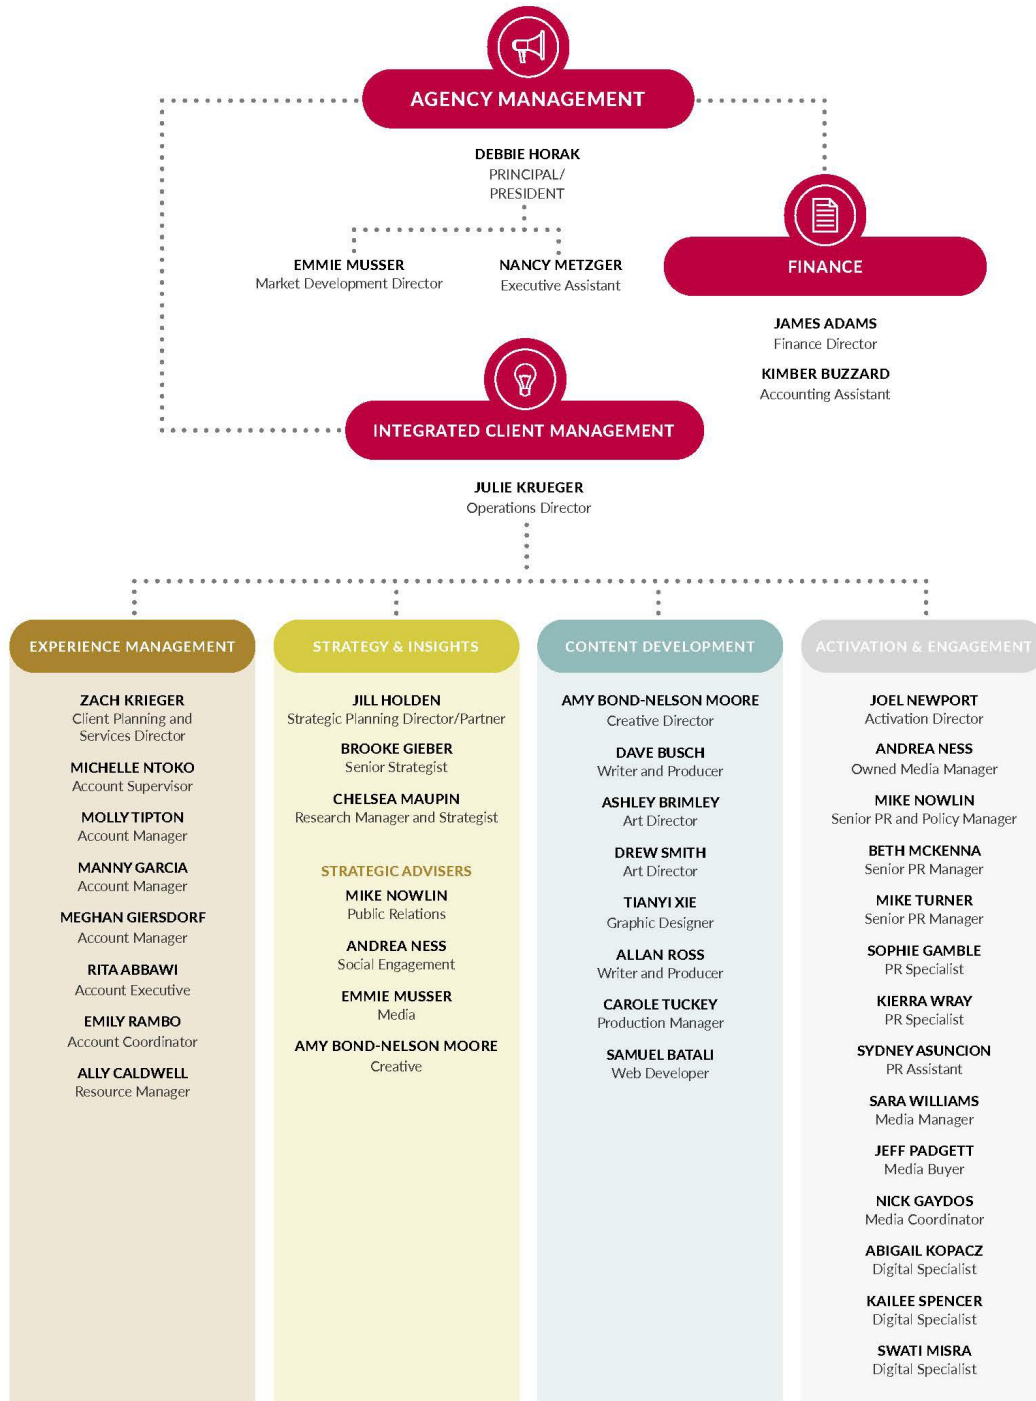 AGENCY MANAGEMENT
DEBBIE HORAK
PRINCIPAL/
PRESIDENT
EMMIE MUSSER
Market Development Director
NANCY METZGER
Executive Assistant
FINANCE
JAMES ADAMS
Finance Director
KIMBER BUZZARD
Accounting Assistant
INTEGRATED CLIENT MANAGEMENT
JULIE KRUEGER
Operations Director
EXPERIENCE MANAGEMENT
ZACH KRIEGER
Client Planning and
Services Director
MICHELLE NTOKO
Account Supervisor
MOLLY TIPTON
Account Manager
MANNY GARCIA
Account Manager
MEGHAN GIERSDORF
Account Manager
RITA ABBAWI
Account Executive
EMILY RAMBO
Account Coordinator
ALLY CALDWELL
Resource Manager
STRATEGY & INSIGHTS
JILL HOLDEN
Strategic Planning Director/Partner
BROOKE GIEBER
Senior Strategist
CHELSEA MAUPIN
Research Manager and Strategist
STRATEGIC ADVISERS
MIKE NOWLIN
Public Relations
ANDREA NESS
Social Engagement
EMMIE MUSSER
Media
AMY BOND-NELSON MOORE
Creative
CONTENT DEVELOPMENT
AMY BOND-NELSON MOORE
Creative Director
DAVE BUSCH
Writer and Producer
ASHLEY BRIMLEY
Art Director
DREW SMITH
Art Director
TIANYI XIE
Graphic Designer
ALLAN ROSS
Writer and Producer
CAROLE TUCKEY
Production Manager
SAMUEL BATALI
Web Developer
ACTIVATION & ENGAGEMENT
JOEL NEWPORT
Activation Director
ANDREA NESS
Owned Media Manager
MIKE NOWLIN
Senior PR and Policy Manager
BETH MCKENNA
Senior PR Manager
MIKE TURNER
Senior PR Manager
SOPHIE GAMBLE
PR Specialist
KIERRA WRAY
PR Specialist
SYDNEY ASUNCION
PR Assistant
SARA WILLIAMS
Media Manager
JEFF PADGETT
Media Buyer
NICK GAYDOS
Media Coordinator
ABIGAIL KOPACZ
Digital Specialist
KAILEE SPENCER
Digital Specialist
SWATI MISRA
Digital Specialist